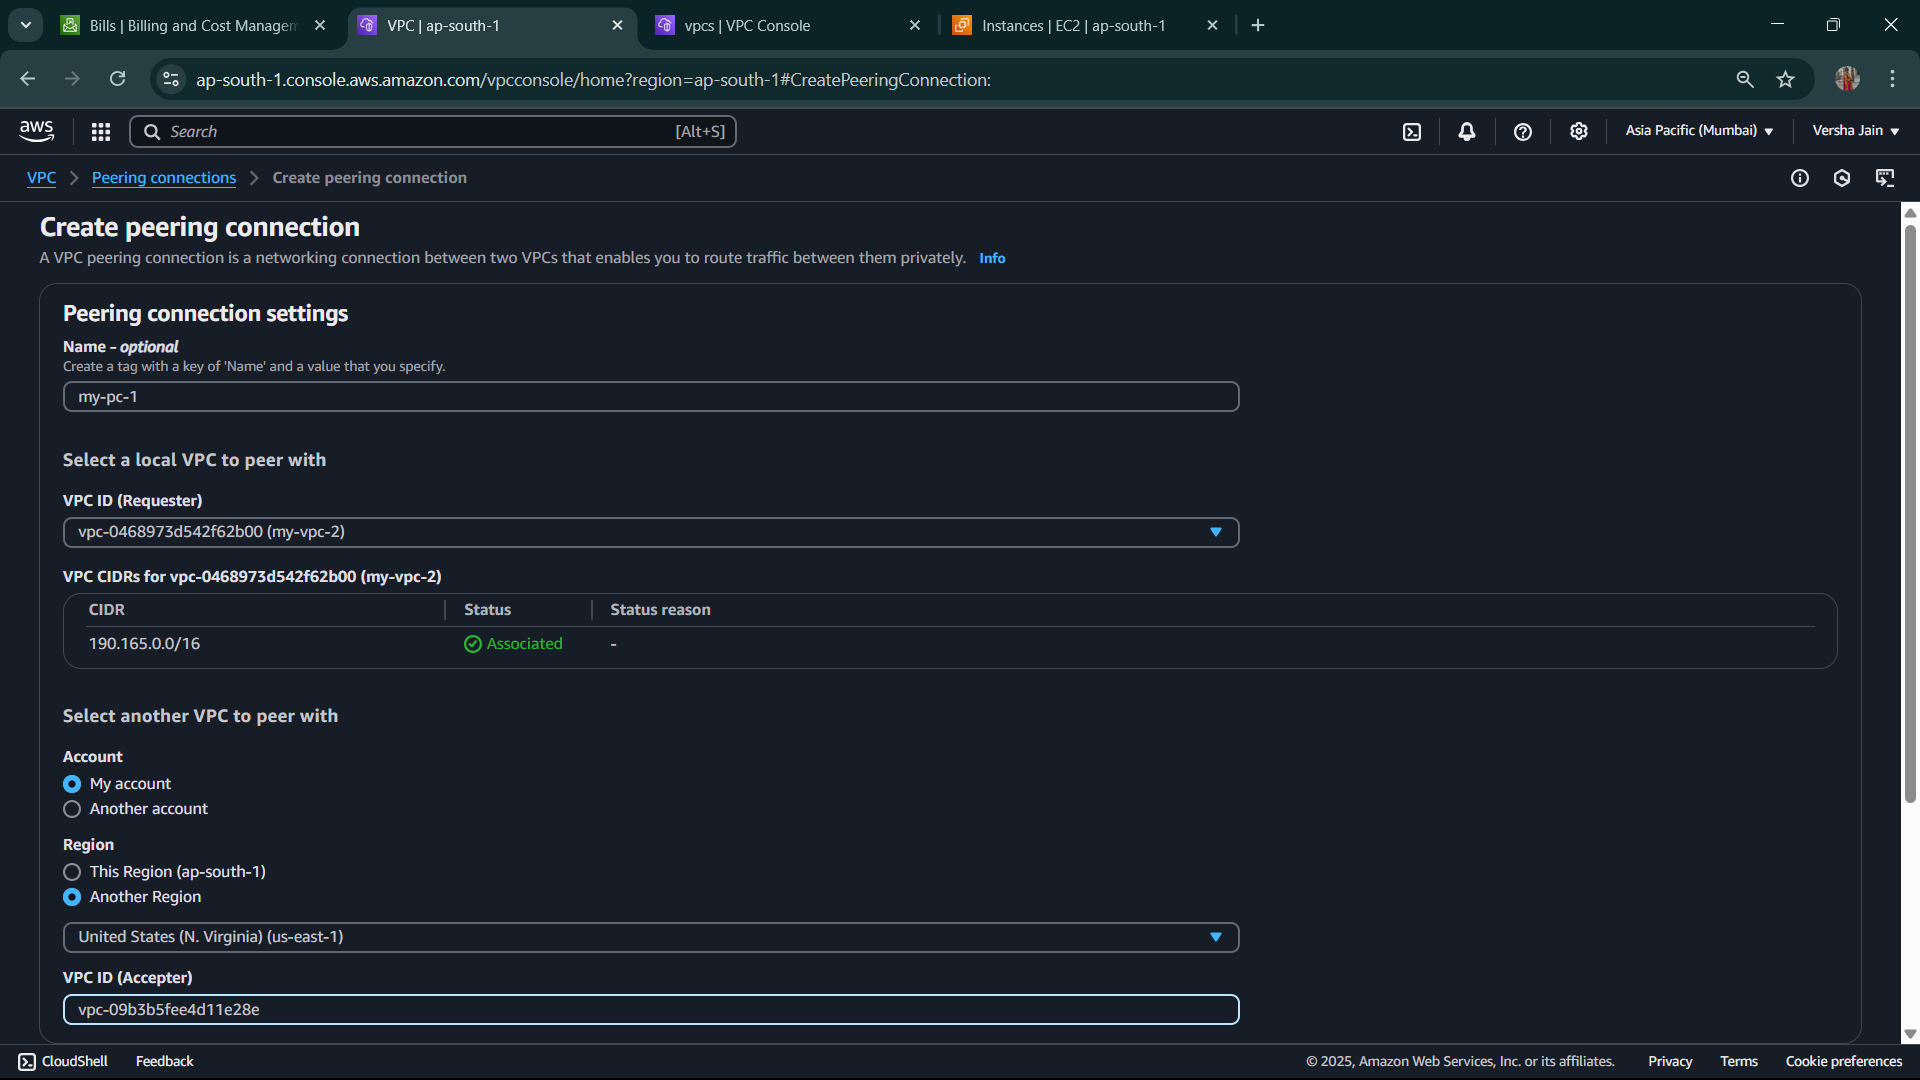 Bills | Billing and Cost Managem
VPC | ap-south-1
vpcs | VPC Console
Instances | EC2 | ap-south-1
ap-south-1.console.aws.amazon.com/vpcconsole/home?region=ap-south-1#CreatePeeringConnection:
aws
Search
[Alt+S]
Asia Pacific (Mumbai)
Versha Jain
VPC
Peering connections
Create peering connection
Create peering connection
A VPC peering connection is a networking connection between two VPCs that enables you to route traffic between them privately. Info
Peering connection settings
Name - optional
Create a tag with a key of 'Name' and a value that you specify.
my-pc-1
Select a local VPC to peer with
VPC ID (Requester)
vpc-0468973d542f62b00 (my-vpc-2)
VPC CIDRs for vpc-0468973d542f62b00 (my-vpc-2)
CIDR Status Status reason
190.165.0.0/16 Associated -
Select another VPC to peer with
Account
My account
Another account
Region
This Region (ap-south-1)
Another Region
United States (N. Virginia) (us-east-1)
VPC ID (Accepter)
vpc-09b3b5fee4d11e28e
CloudShell
Feedback
© 2025, Amazon Web Services, Inc. or its affiliates.
Privacy
Terms
Cookie preferences